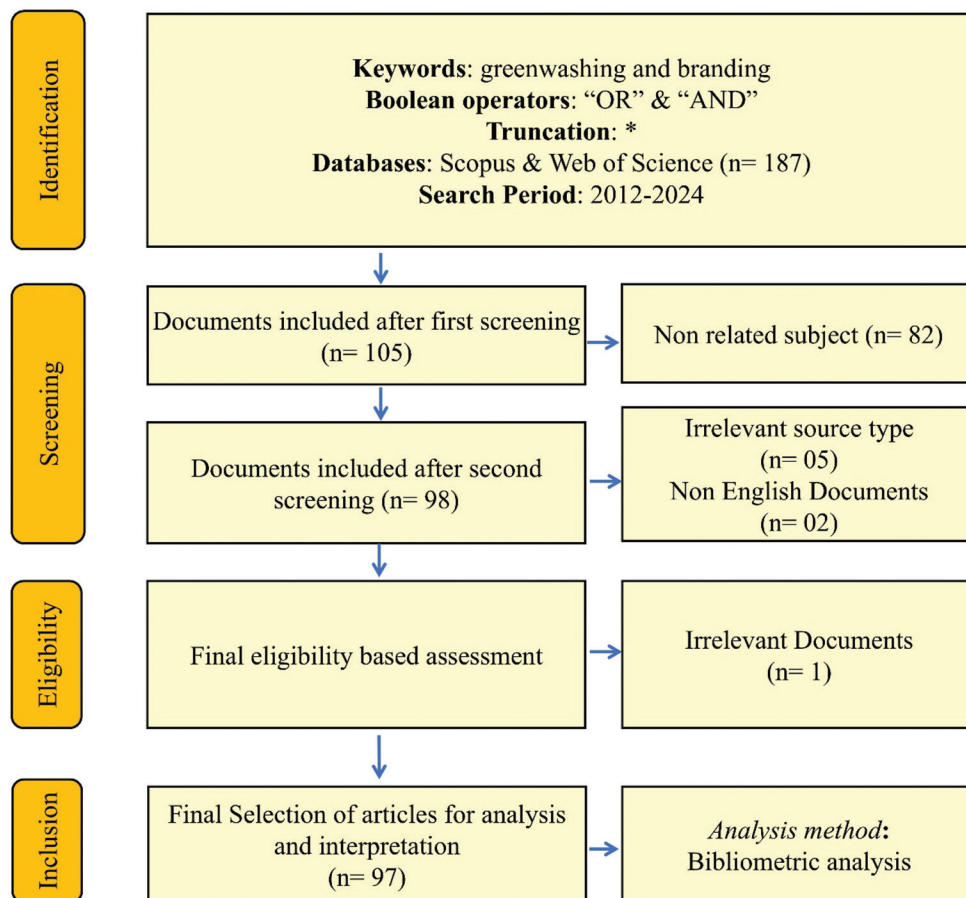 Identification
Keywords: greenwashing and branding
Boolean operators: “OR” & “AND”
Truncation: *
Databases: Scopus & Web of Science (n= 187)
Search Period: 2012-2024
Screening
Documents included after first screening
(n= 105)
Non related subject (n= 82)
Documents included after second
screening (n= 98)
Irrelevant source type
(n= 05)
Non English Documents
(n= 02)
Eligibility
Final eligibility based assessment
Irrelevant Documents
(n= 1)
Inclusion
Final Selection of articles for analysis
and interpretation
(n= 97)
Analysis method:
Bibliometric analysis